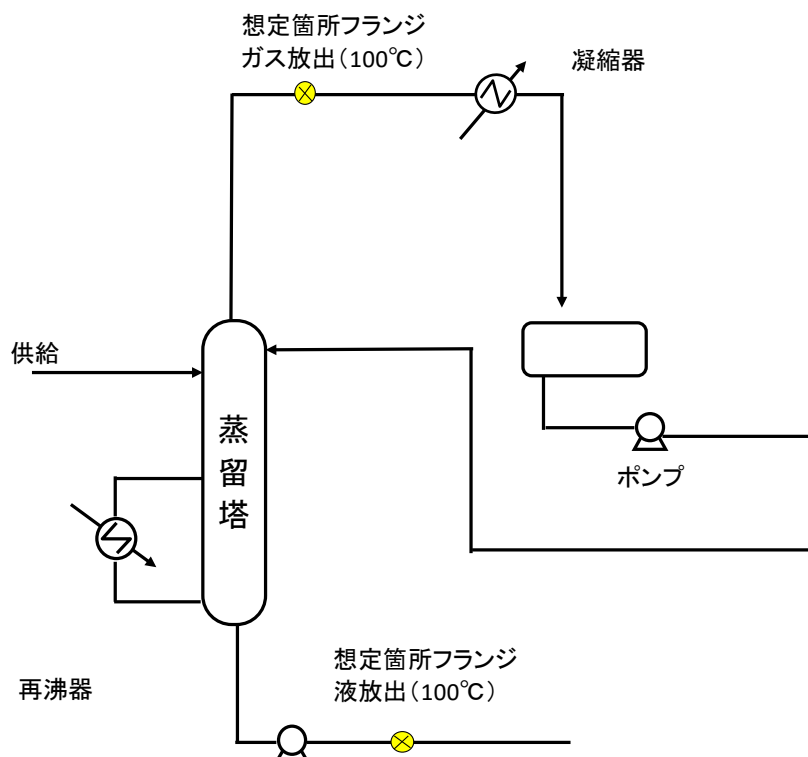 想定箇所フランジ
ガス放出(100℃)
凝縮器
供給
蒸
留
塔
ポンプ
再沸器
想定箇所フランジ
液放出(100℃)